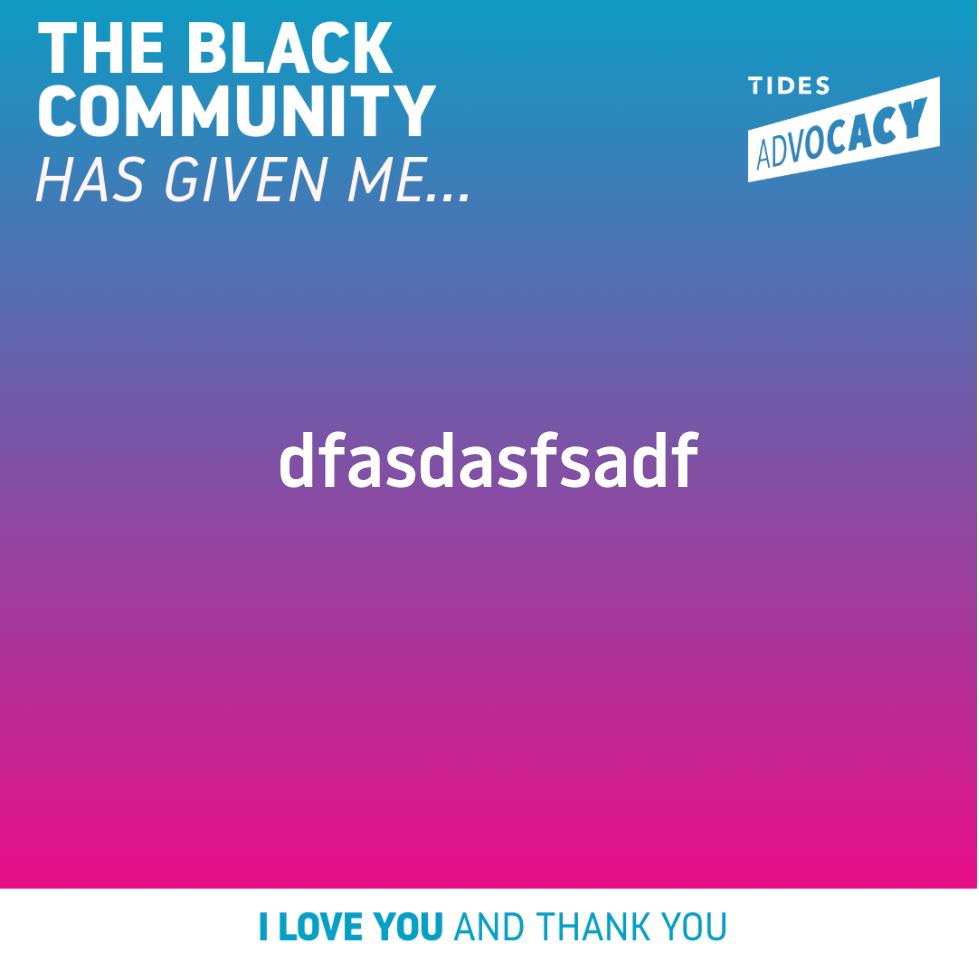 THE BLACK
COMMUNITY
HAS GIVEN ME...
TIDES
ADVOCACY
dfasdasfsadf
I LOVE YOU AND THANK YOU